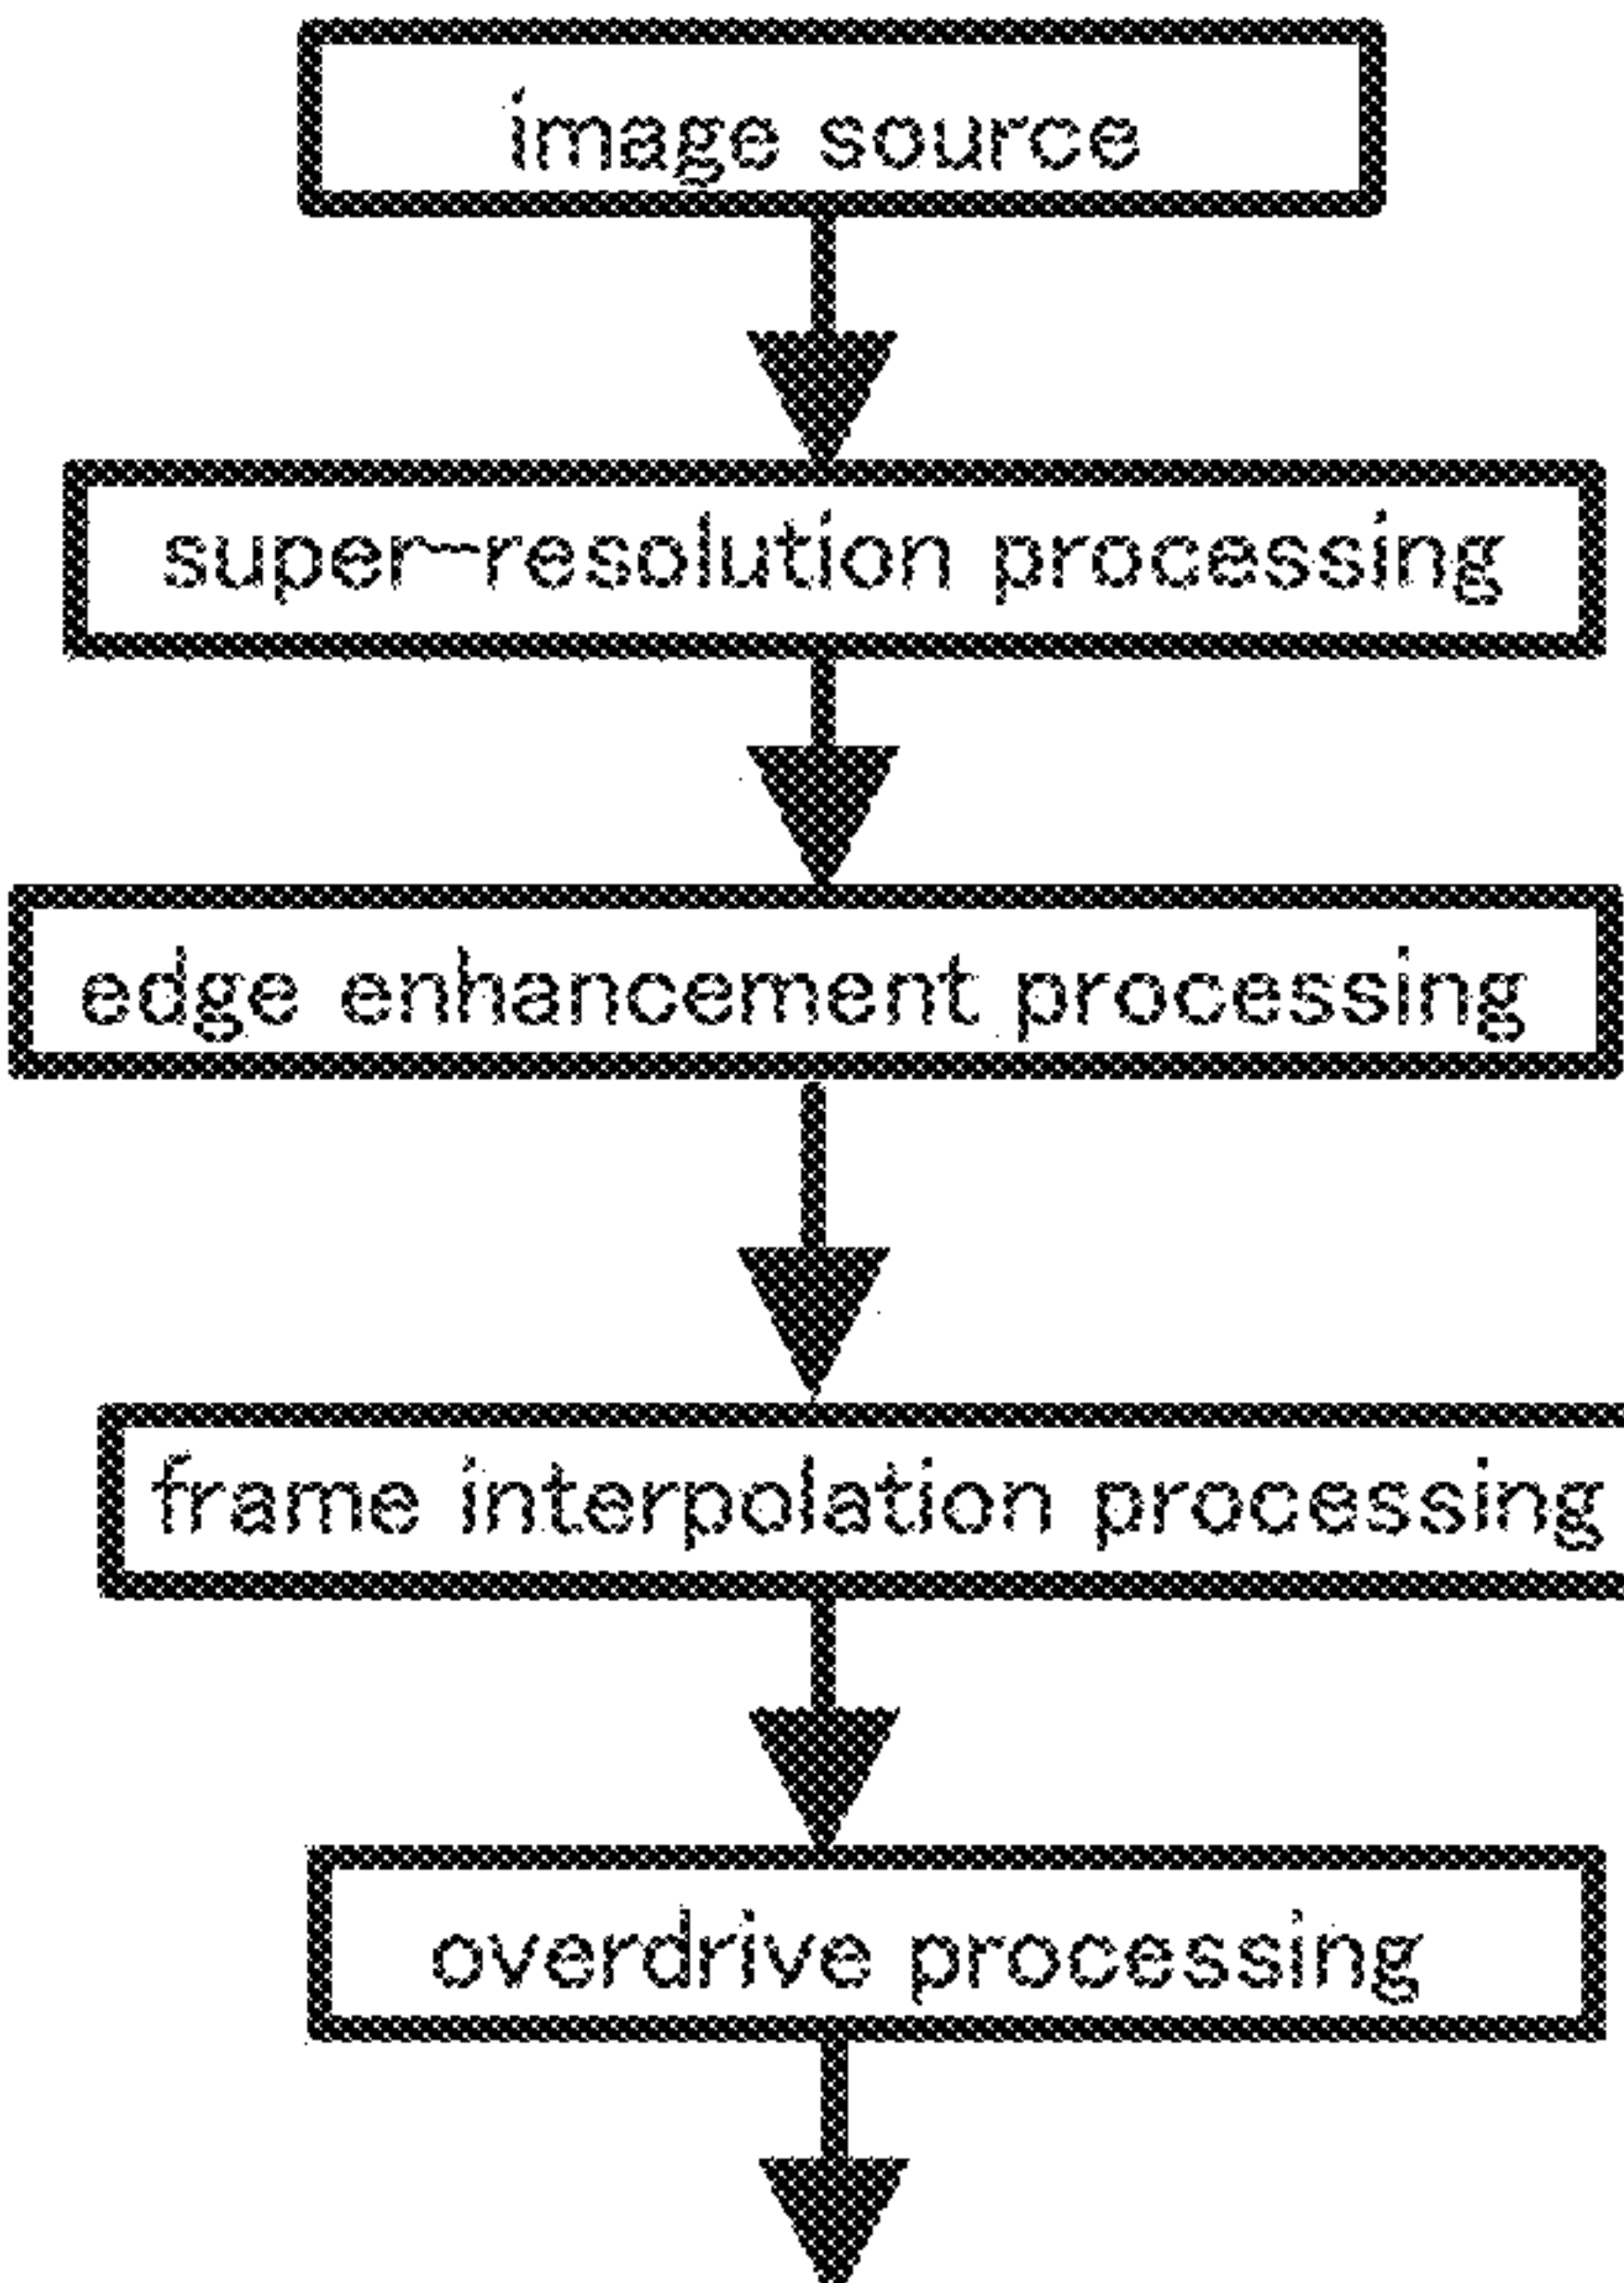 image source
super-resolution processing
edge enhancement processing
frame interpolation processing
overdrive processing